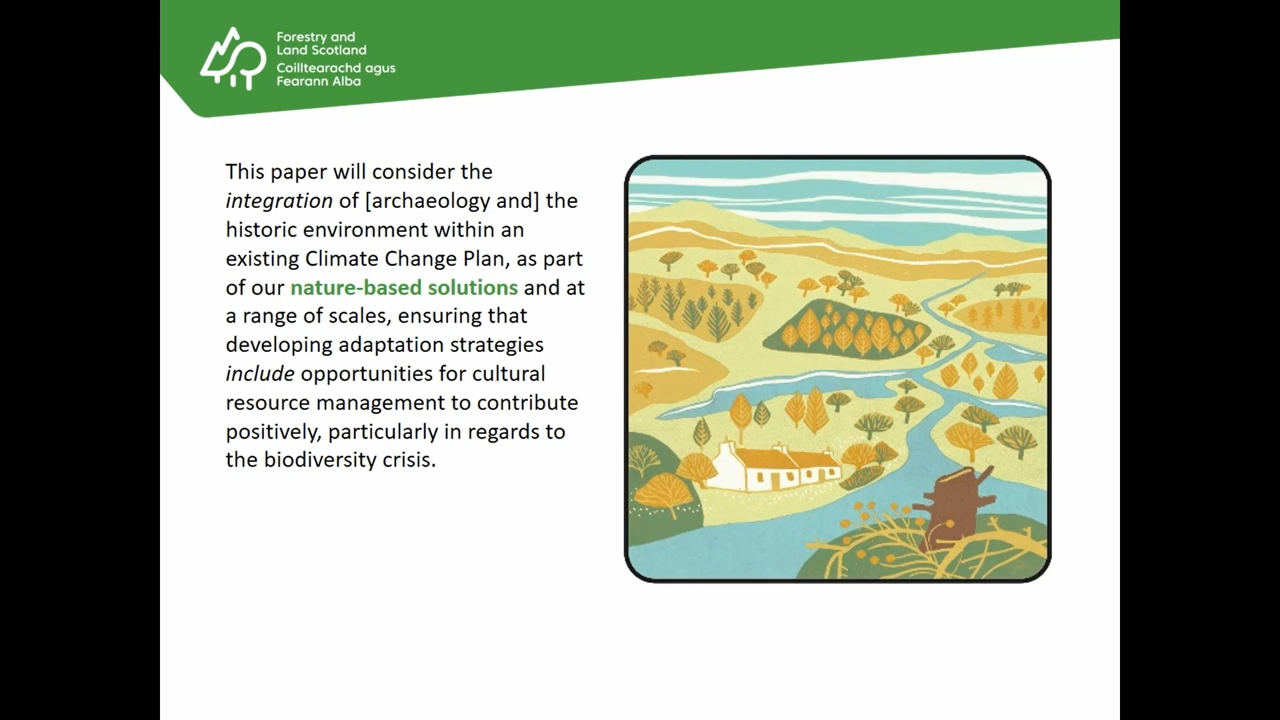 Forestry and
Land Scotland
Coilltearachd agus
Fearann Alba
This paper will consider the
integration of [archaeology and] the
historic environment within an
existing Climate Change Plan, as part
of our nature-based solutions and at
a range of scales, ensuring that
developing adaptation strategies
include opportunities for cultural
resource management to contribute
positively, particularly in regards to
the biodiversity crisis.